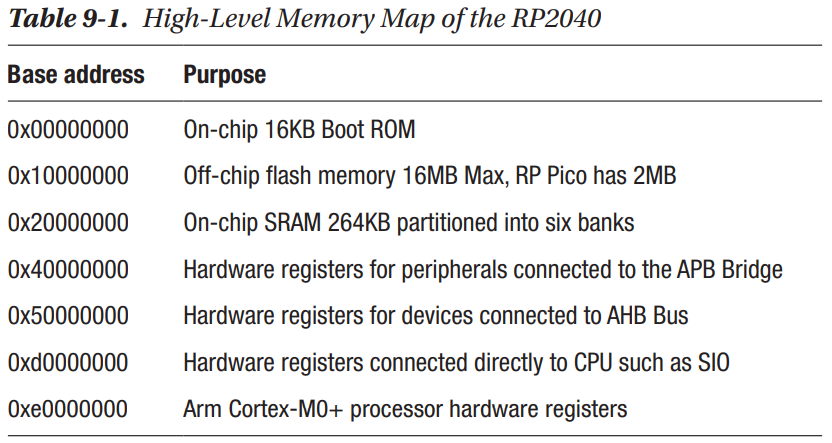 Table 9-1. High-Level Memory Map of the RP2040
Base address Purpose
0x00000000 On-chip 16KB Boot ROM
0x10000000 Off-chip flash memory 16MB Max, RP Pico has 2MB
0x20000000 On-chip SRAM 264KB partitioned into six banks
0x40000000 Hardware registers for peripherals connected to the APB Bridge
0x50000000 Hardware registers for devices connected to AHB Bus
0xd0000000 Hardware registers connected directly to CPU such as SIO
0xe0000000 Arm Cortex-M0+ processor hardware registers